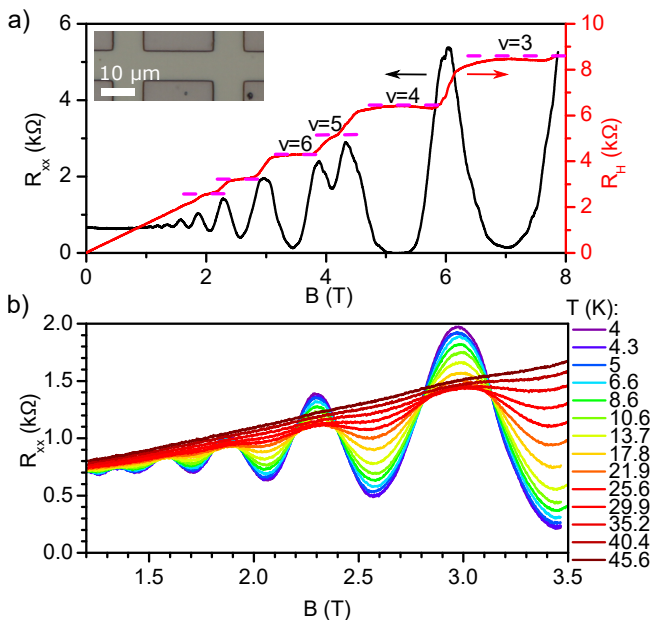 a)
6
4
2
0
R_xx (kΩ)
10 μm
v=6
v=5
v=4
v=3
10
8
6
4
2
0
R_H (kΩ)
0 2 4 6 8
B (T)
b)
2.0
1.5
1.0
0.5
0.0
R_xx (kΩ)
1.5 2.0 2.5 3.0 3.5
B (T)
T (K):
4
4.3
5
6.6
8.6
10.6
13.7
17.8
21.9
25.6
29.9
35.2
40.4
45.6